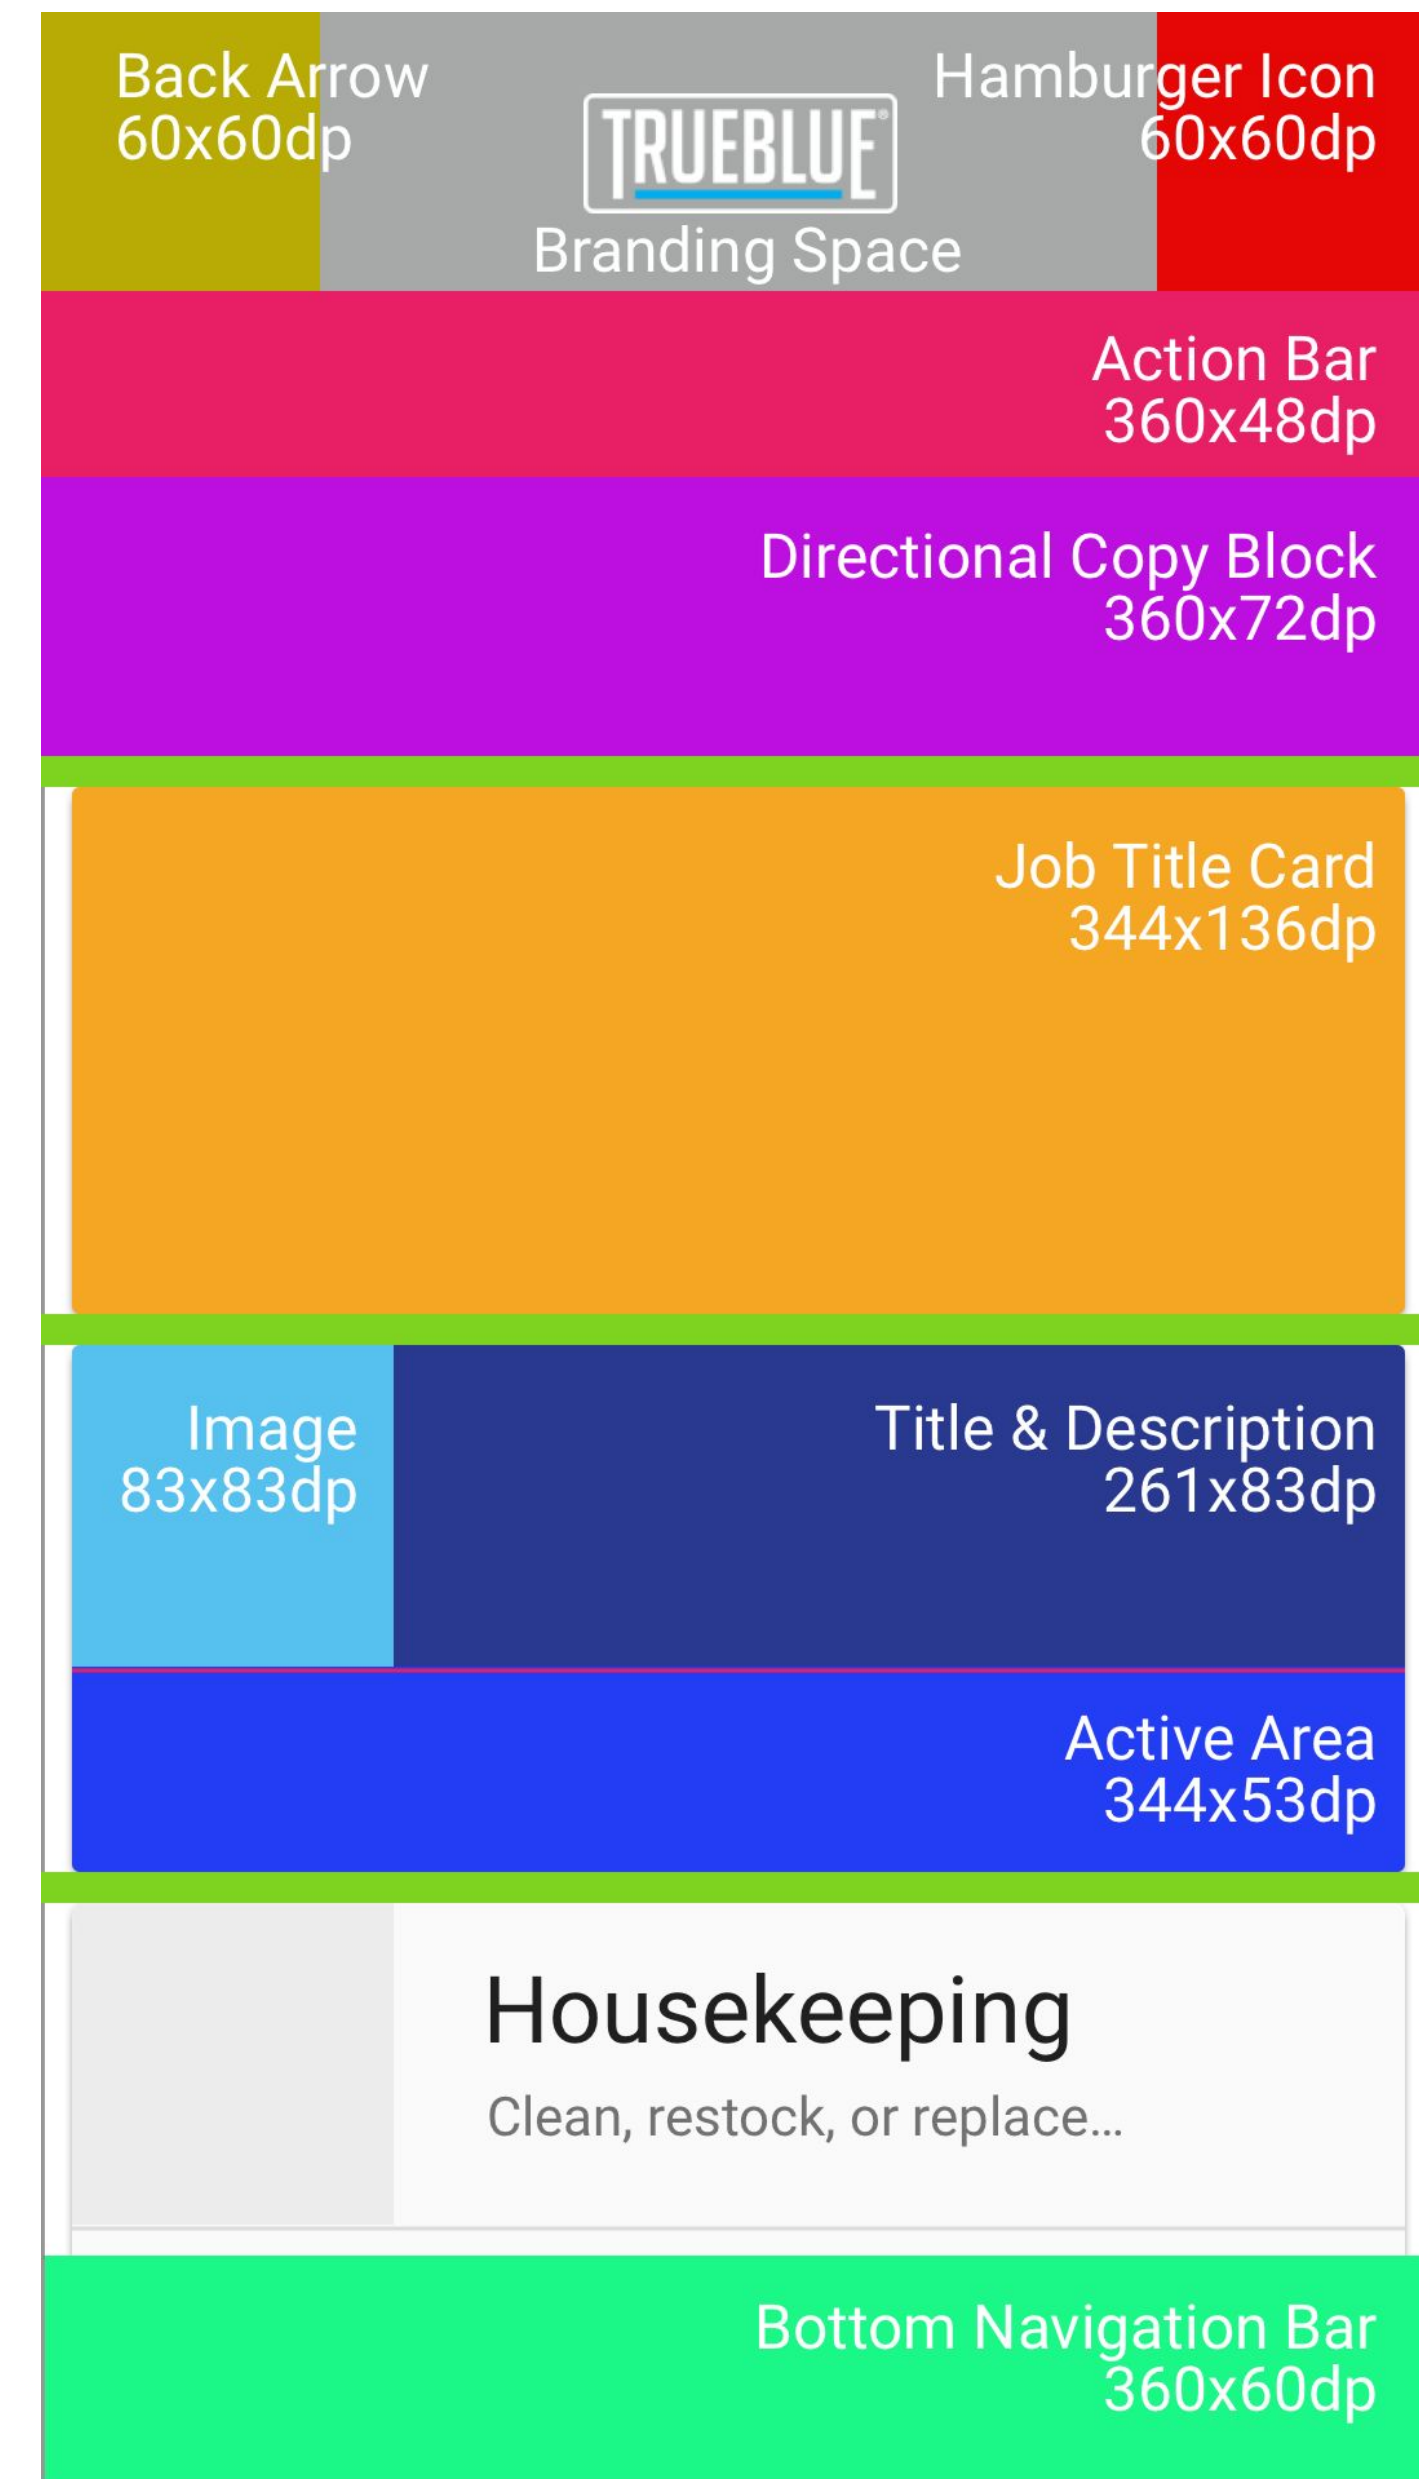 Back Arrow
60x60dp
TRUEBLUE®
Branding Space
Hamburger Icon
60x60dp
Action Bar
360x48dp
Directional Copy Block
360x72dp
Job Title Card
344x136dp
Image
83x83dp
Title & Description
261x83dp
Active Area
344x53dp
Housekeeping
Clean, restock, or replace...
Bottom Navigation Bar
360x60dp